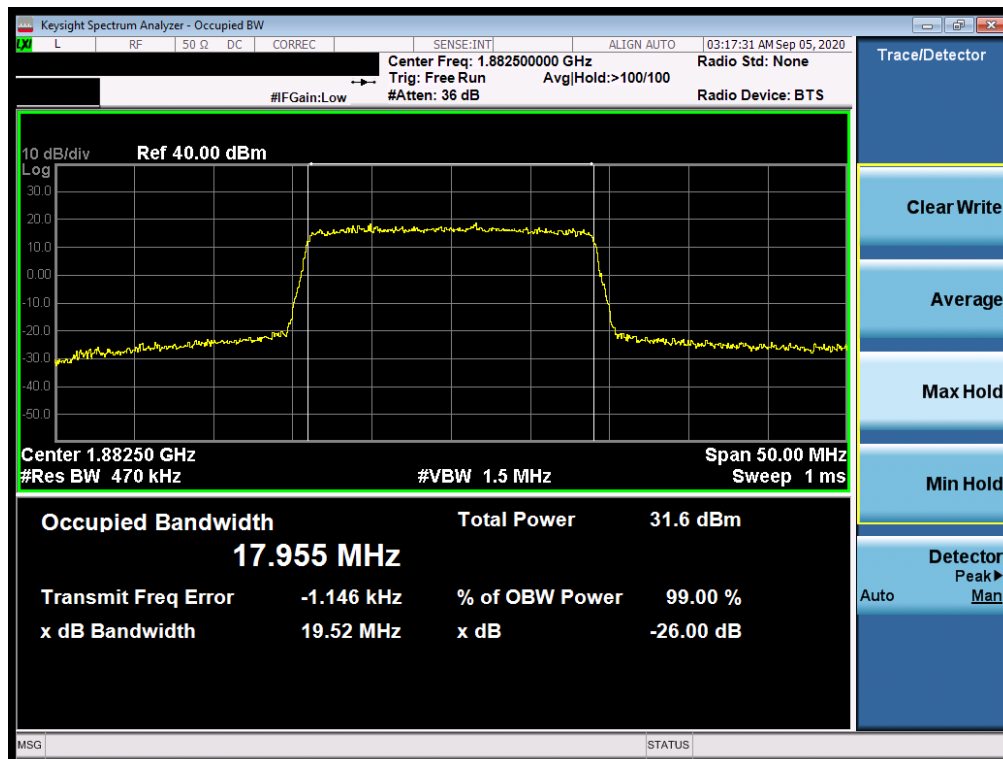 Keysight Spectrum Analyzer - Occupied BW
LXI L RF 50 Ω DC CORREC SENSE:INT ALIGN AUTO 03:17:31 AM Sep 05, 2020
Center Freq: 1.882500000 GHz Radio Std: None
Trig: Free Run Avg|Hold:>100/100
#IFGain:Low #Atten: 36 dB Radio Device: BTS
10 dB/div Ref 40.00 dBm
Log
30.0
20.0
10.0
0.00
-10.0
-20.0
-30.0
-40.0
-50.0
Center 1.88250 GHz Span 50.00 MHz
#Res BW 470 kHz #VBW 1.5 MHz Sweep 1 ms
Occupied Bandwidth Total Power 31.6 dBm
17.955 MHz
Transmit Freq Error -1.146 kHz % of OBW Power 99.00 %
x dB Bandwidth 19.52 MHz x dB -26.00 dB
MSG STATUS
Trace/Detector
Clear Write
Average
Max Hold
Min Hold
Detector
Peak▶
Auto Man